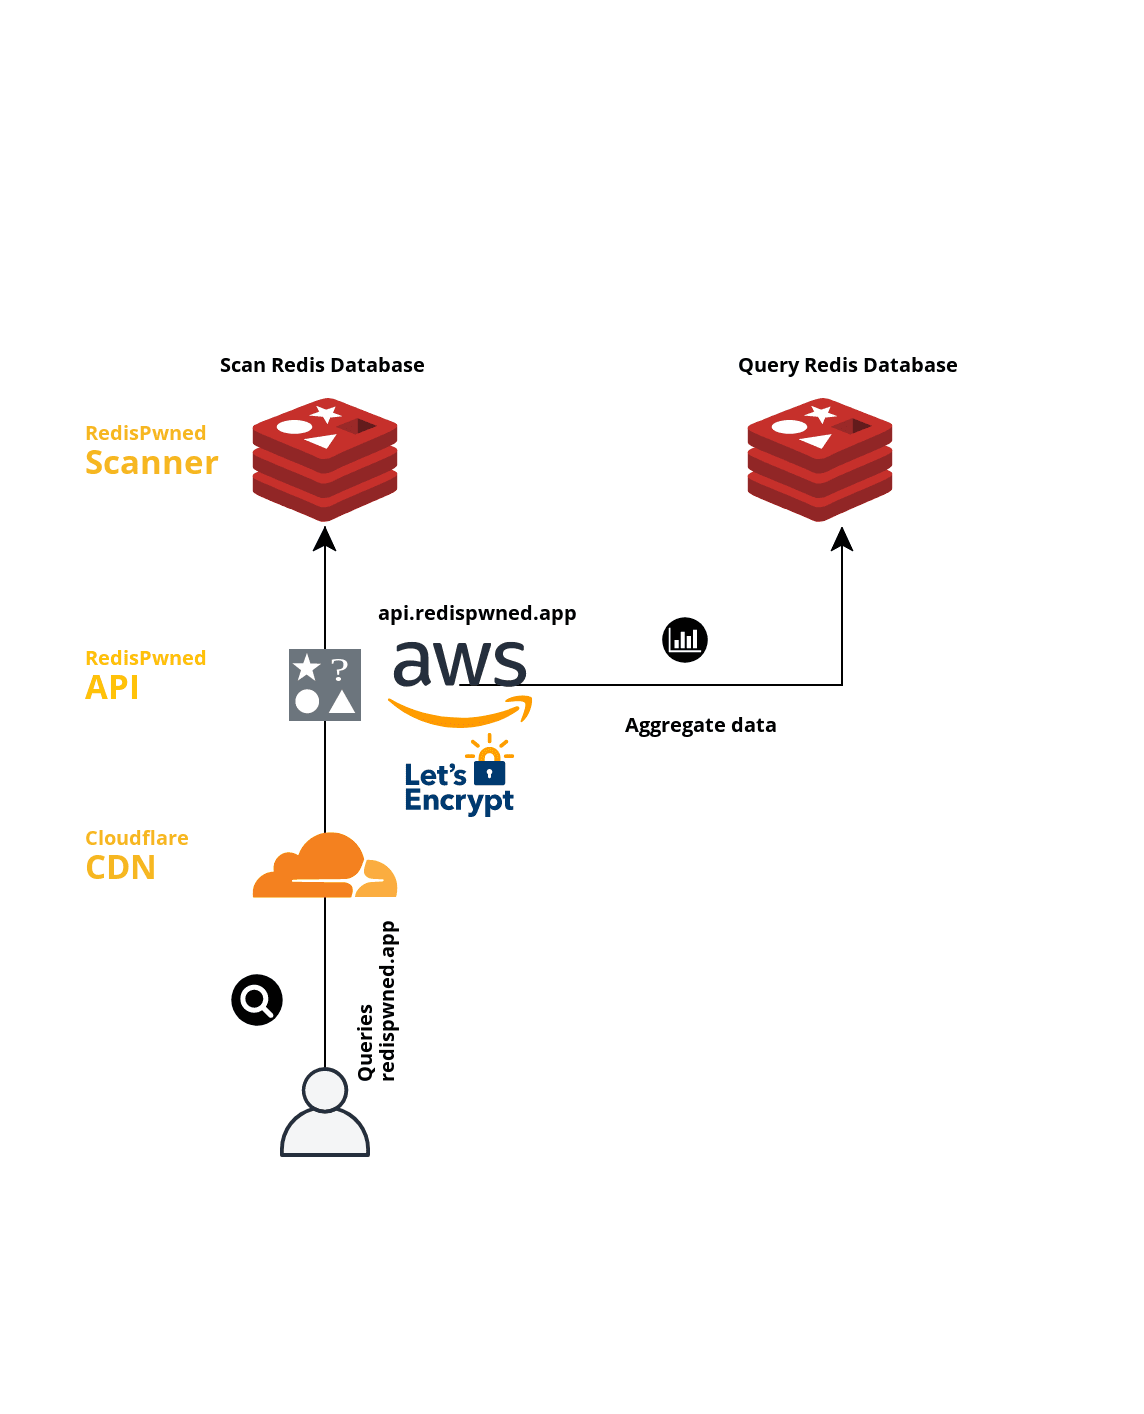 Scan Redis Database
Query Redis Database
RedisPwned
Scanner
api.redispwned.app
RedisPwned
API
?
aws
Aggregate data
Let's
Encrypt
Cloudflare
CDN
Queries
redispwned.app